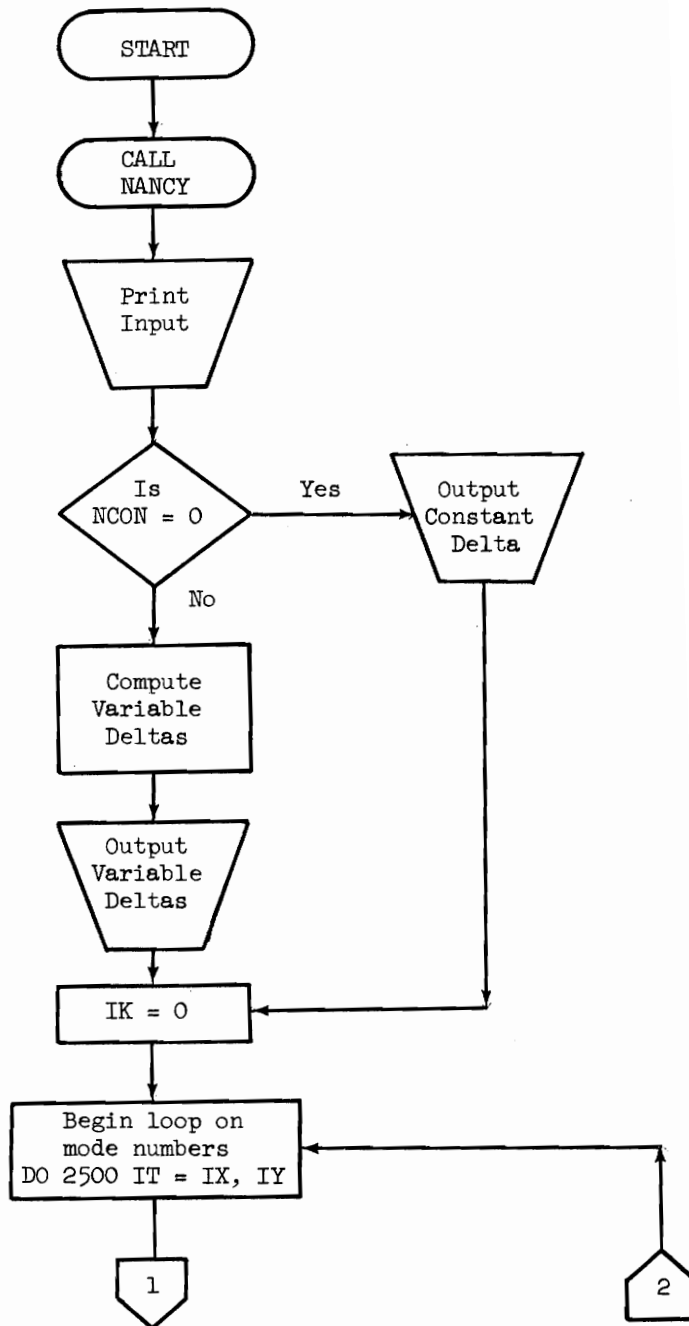 START
CALL
NANCY
Print
Input
Is
NCON = 0
Yes
Output
Constant
Delta
No
Compute
Variable
Deltas
Output
Variable
Deltas
IK = 0
Begin loop on
mode numbers
DO 2500 IT = IX, IY
1
2